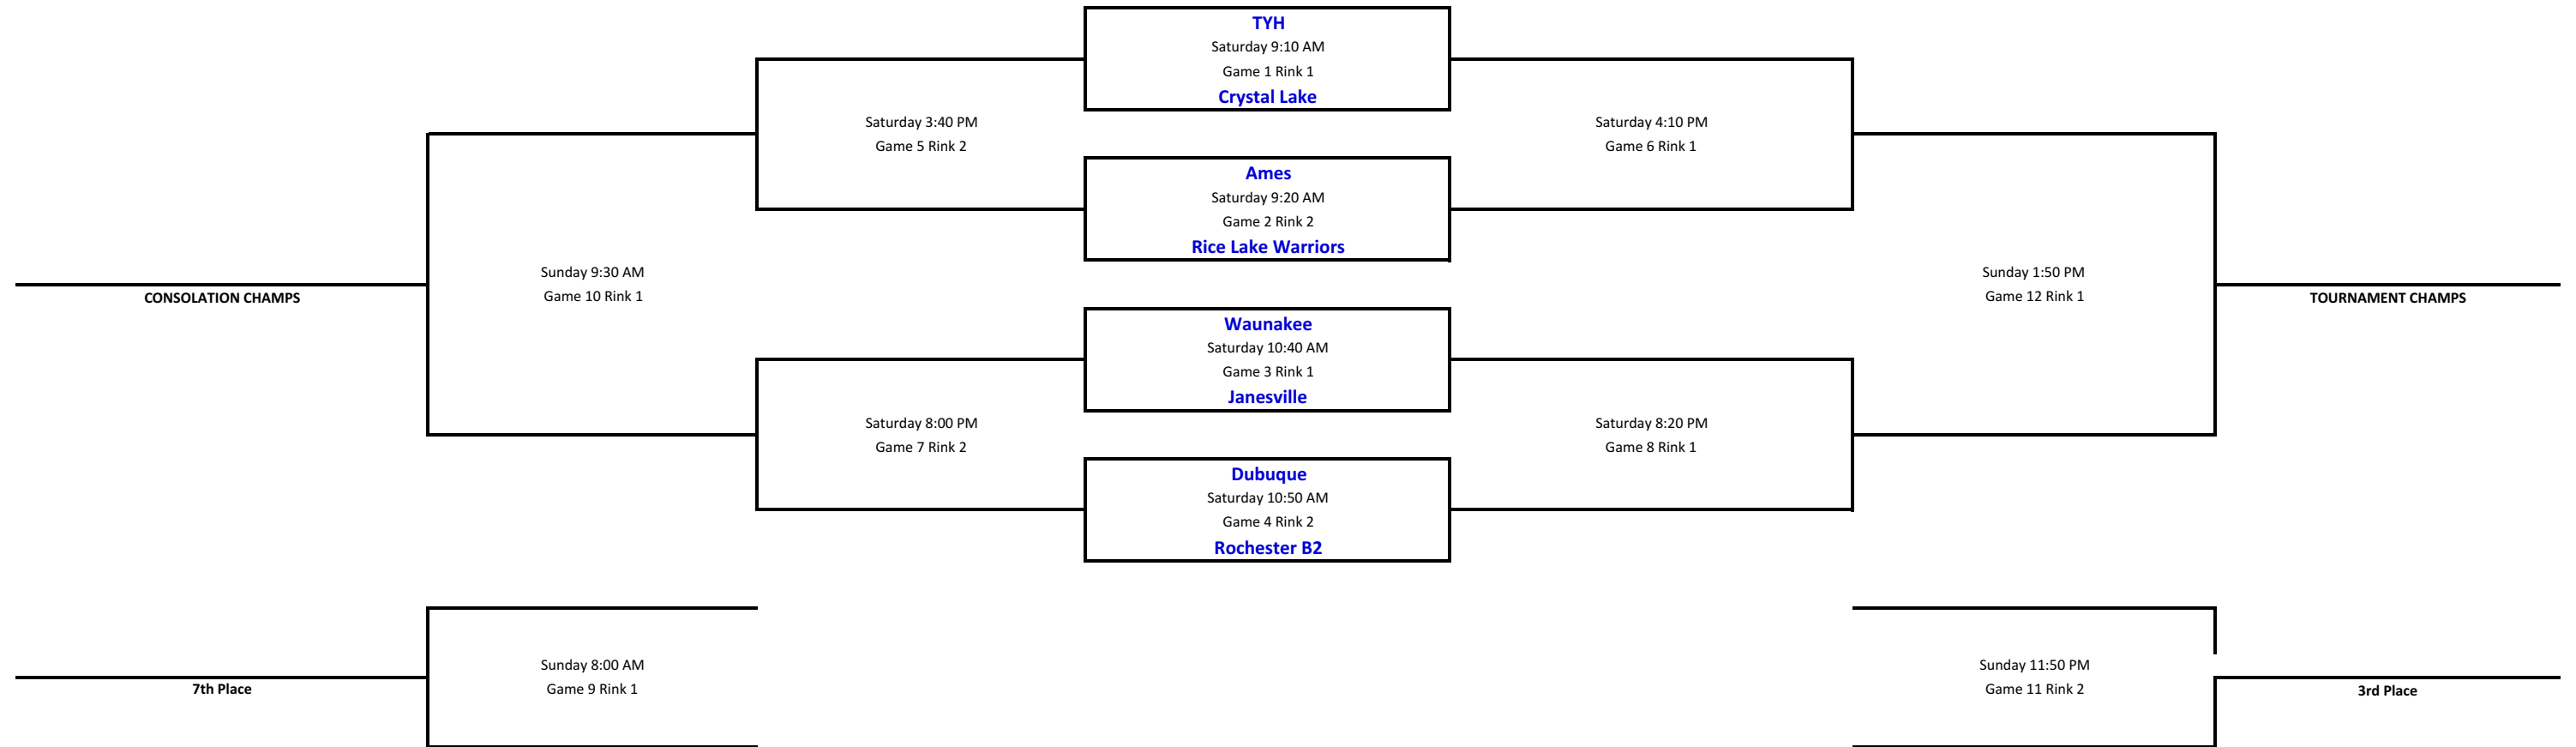 TYH
Saturday 9:10 AM
Game 1 Rink 1
Crystal Lake
Saturday 3:40 PM
Game 5 Rink 2
Saturday 4:10 PM
Game 6 Rink 1
Ames
Saturday 9:20 AM
Game 2 Rink 2
Rice Lake Warriors
Sunday 9:30 AM
Game 10 Rink 1
CONSOLATION CHAMPS
Sunday 1:50 PM
Game 12 Rink 1
TOURNAMENT CHAMPS
Waunakee
Saturday 10:40 AM
Game 3 Rink 1
Janesville
Saturday 8:00 PM
Game 7 Rink 2
Saturday 8:20 PM
Game 8 Rink 1
Dubuque
Saturday 10:50 AM
Game 4 Rink 2
Rochester B2
Sunday 8:00 AM
Game 9 Rink 1
7th Place
Sunday 11:50 PM
Game 11 Rink 2
3rd Place